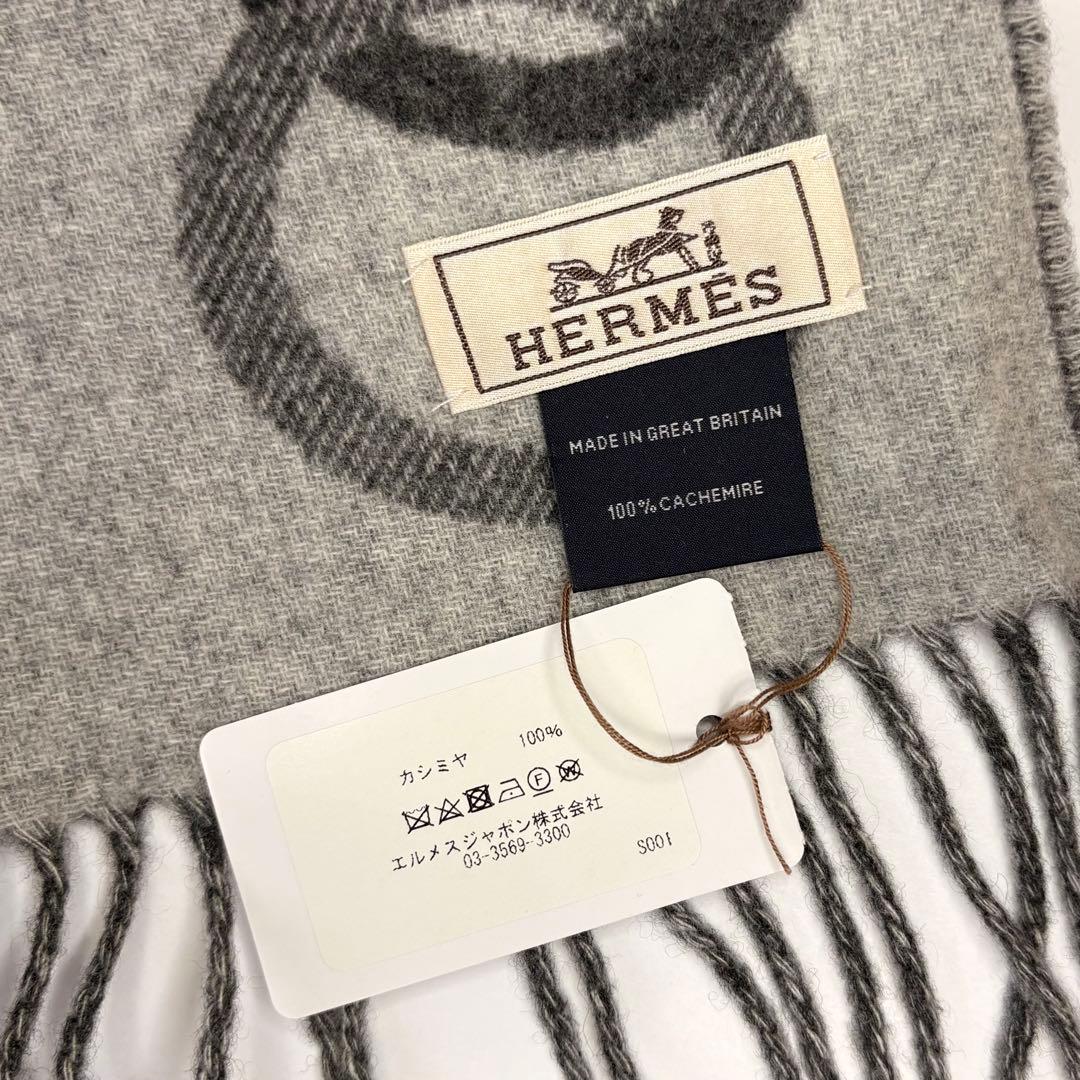 HERMÈS
MADE IN GREAT BRITAIN
100% CACHEMIRE
カシミヤ 100%
F W
エルメスジャポン株式会社
03-3569-3300
S001